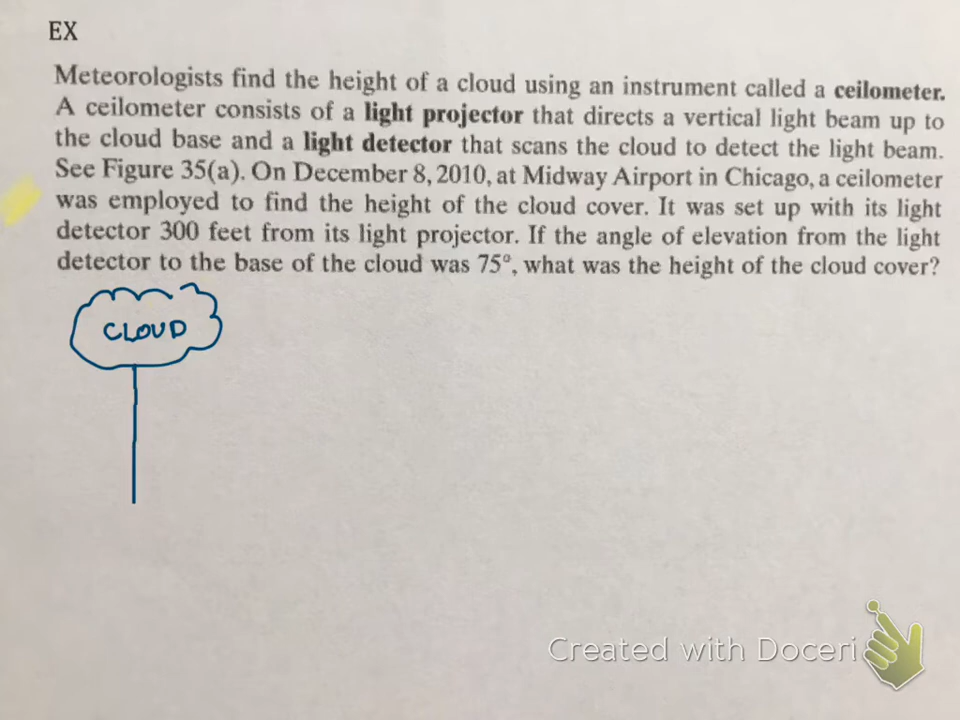 EX
Meteorologists find the height of a cloud using an instrument called a ceilometer.
A ceilometer consists of a light projector that directs a vertical light beam up to
the cloud base and a light detector that scans the cloud to detect the light beam.
See Figure 35(a). On December 8, 2010, at Midway Airport in Chicago, a ceilometer
was employed to find the height of the cloud cover. It was set up with its light
detector 300 feet from its light projector. If the angle of elevation from the light
detector to the base of the cloud was 75°, what was the height of the cloud cover?
CLOUD
Created with Doceri